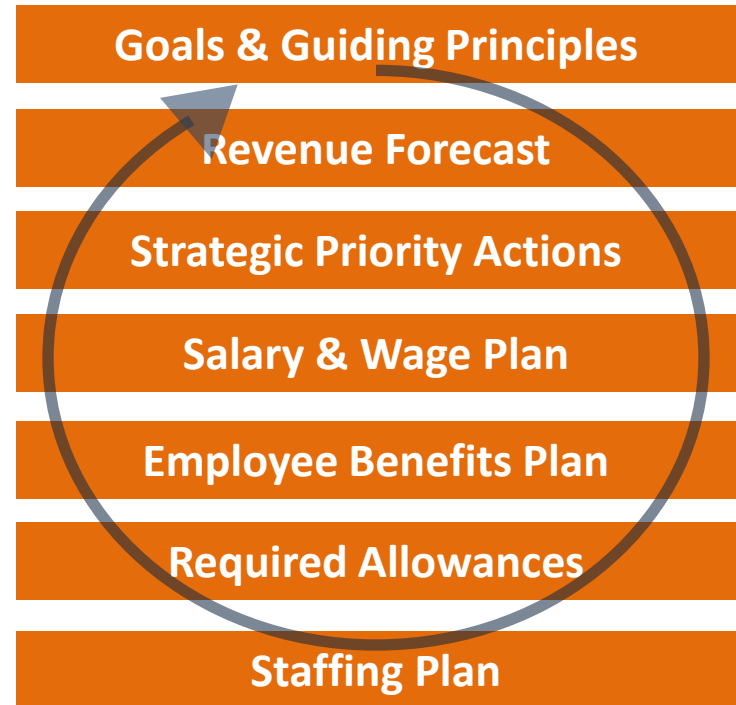 Goals & Guiding Principles
Revenue Forecast
Strategic Priority Actions
Salary & Wage Plan
Employee Benefits Plan
Required Allowances
Staffing Plan